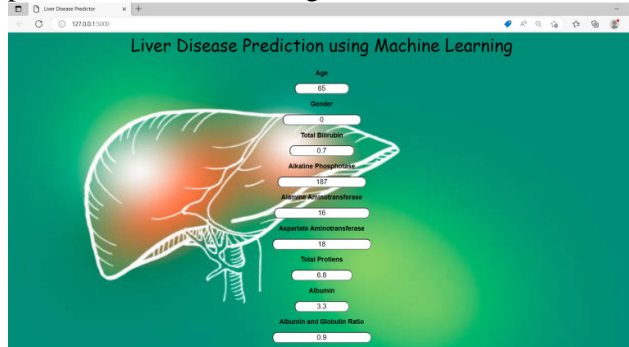 Liver Disease Predictor
127.0.0.1:5000
Liver Disease Prediction using Machine Learning
Age
65
Gender
0
Total Bilirubin
0.7
Alkaline Phosphotase
187
Alamine Aminotransferase
16
Aspartate Aminotransferase
18
Total Protiens
6.8
Albumin
3.3
Albumin and Globulin Ratio
0.9